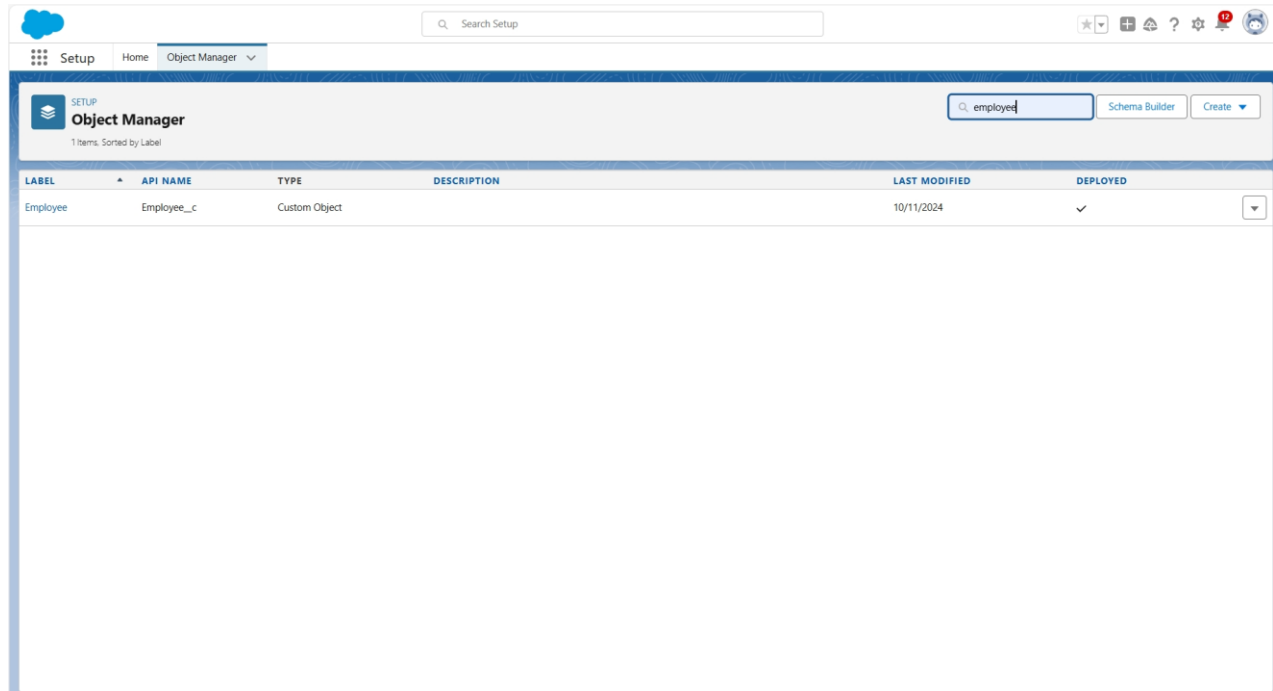 Search Setup
12
Setup Home Object Manager
SETUP
Object Manager
1 Items, Sorted by Label
employee
Schema Builder
Create
LABEL API NAME TYPE DESCRIPTION LAST MODIFIED DEPLOYED
Employee Employee__c Custom Object 10/11/2024